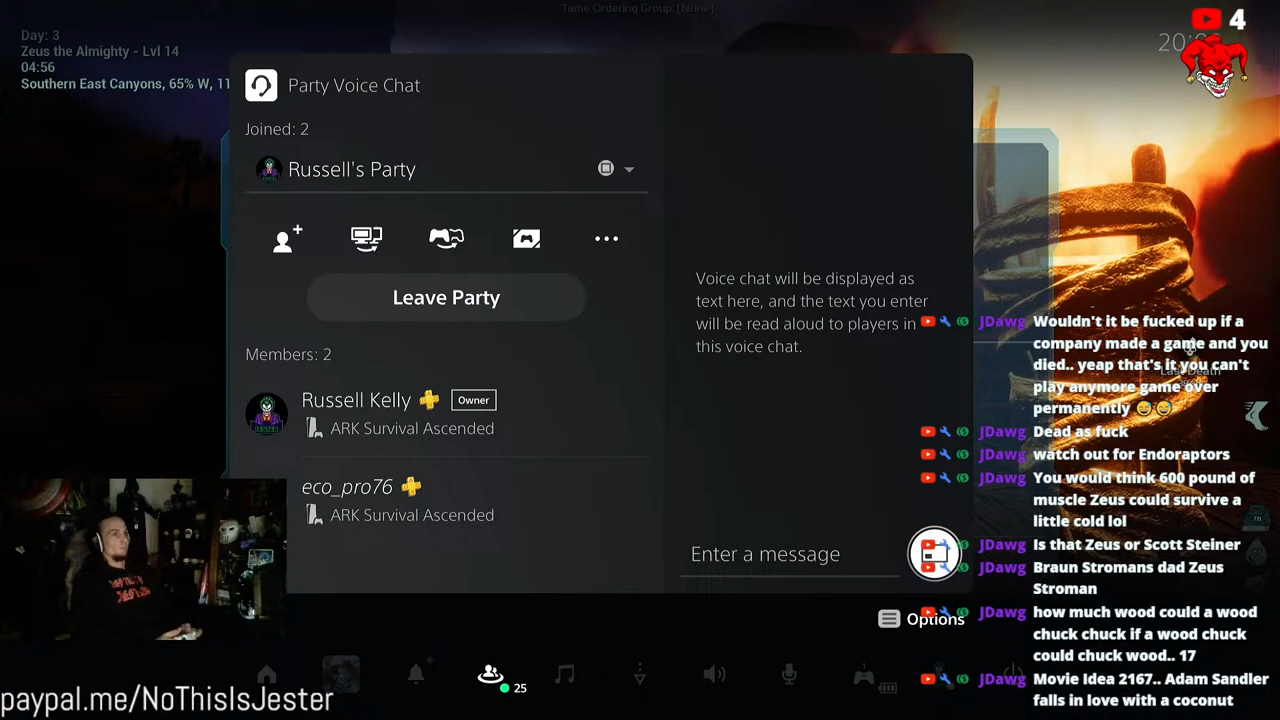 Tame Ordering Group: [None]
Day: 3
Zeus the Almighty - Lvl 14
04:56
Southern East Canyons, 65% W, 11
4
20:
Party Voice Chat
Joined: 2
Russell's Party
Leave Party
Members: 2
Russell Kelly
Owner
ARK Survival Ascended
eco_pro76
ARK Survival Ascended
Voice chat will be displayed as
text here, and the text you enter
will be read aloud to players in
this voice chat.
Enter a message
Options
JDawg Wouldn't it be fucked up if a
company made a game and you
died.. yeap that's it you can't
play anymore game over
permanently
JDawg Dead as fuck
JDawg watch out for Endoraptors
JDawg You would think 600 pound of
muscle Zeus could survive a
little cold lol
JDawg Is that Zeus or Scott Steiner
JDawg Braun Stromans dad Zeus
Stroman
JDawg how much wood could a wood
chuck chuck if a wood chuck
could chuck wood.. 17
JDawg Movie Idea 2167.. Adam Sandler
falls in love with a coconut
78
25
1
paypal.me/NoThisIsJester